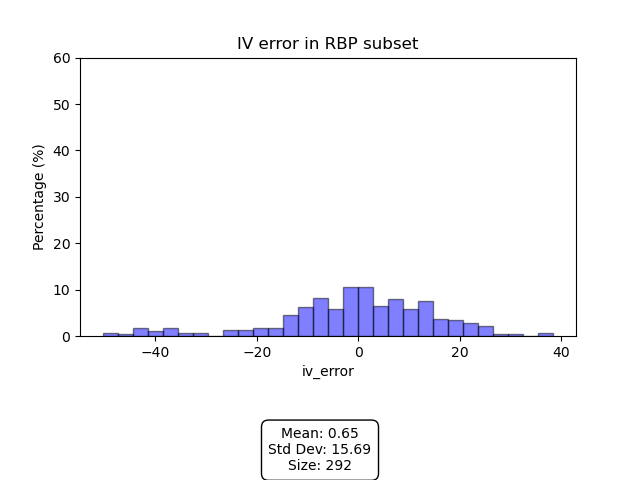 IV error in RBP subset
60
50
40
30
20
10
0
Percentage (%)
−40 −20 0 20 40
iv_error
Mean: 0.65
Std Dev: 15.69
Size: 292